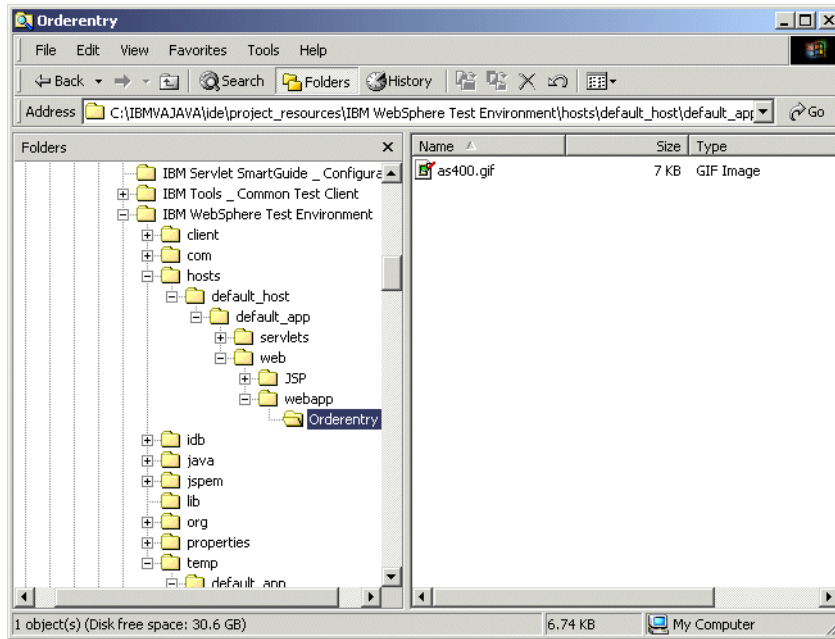 Orderentry
File Edit View Favorites Tools Help
Back Search Folders History
Address C:\IBMVAJAVA\ide\project_resources\IBM WebSphere Test Environment\hosts\default_host\default_app Go
Folders
Name Size Type
IBM Servlet SmartGuide _ Configura
as400.gif 7 KB GIF Image
IBM Tools _ Common Test Client
IBM WebSphere Test Environment
client
com
hosts
default_host
default_app
servlets
web
JSP
webapp
Orderentry
idb
java
jspem
lib
org
properties
temp
default_app
1 object(s) (Disk free space: 30.6 GB) 6.74 KB My Computer